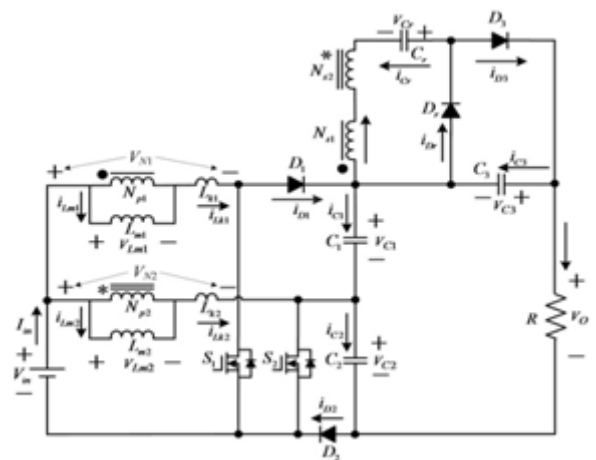 V_Cr
D_3
*
C_r
N_s2
i_Cr
i_D3
D_r
N_s1
i_Dr
V_N1
C_3
i_C3
D_1
L_k1
N_p1
i_Lm1
i_Lk1
i_D1
i_C1
V_C3
L_m1
V_Lm1
C_1
V_C1
V_N2
*
N_p2
L_k2
i_Lm2
i_Lk2
I_in
L_m2
V_Lm2
i_C2
R
V_O
S_1
S_2
C_2
V_C2
V_in
i_D2
D_2